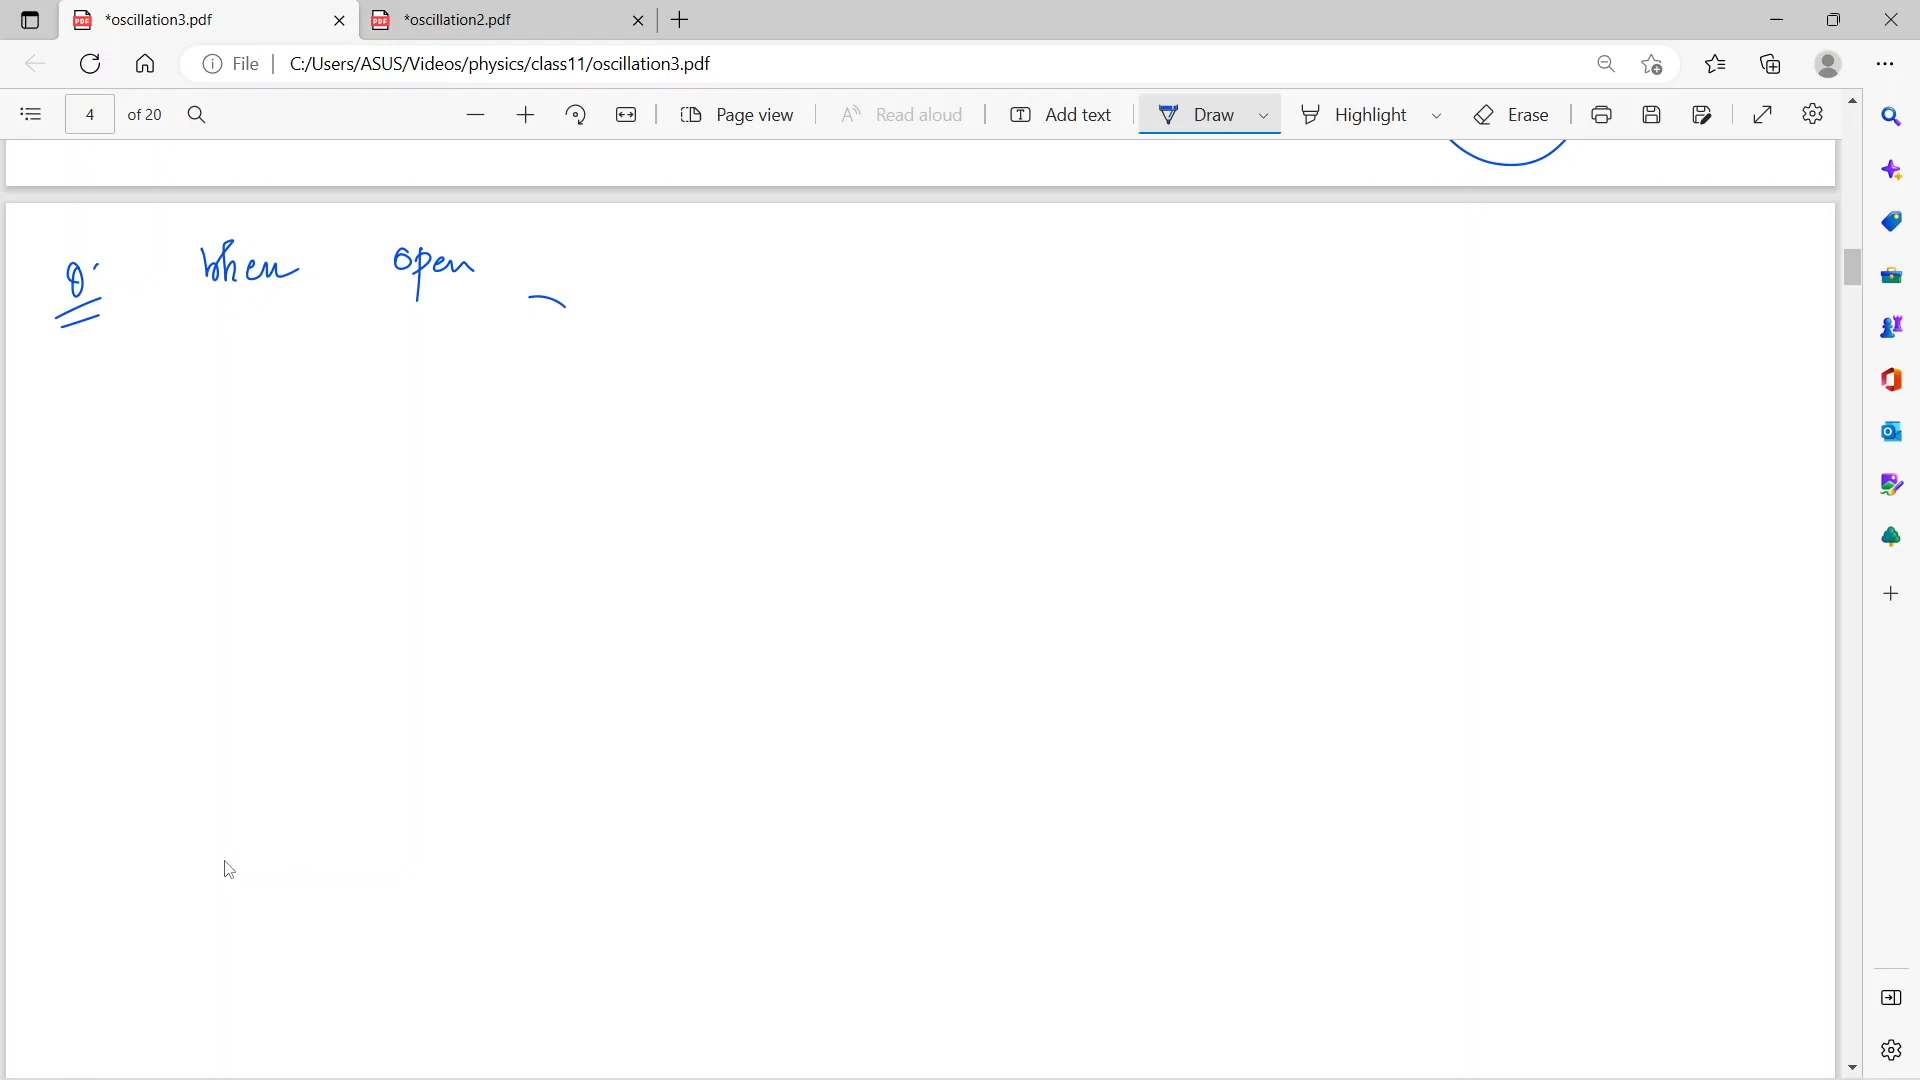 *oscillation3.pdf
*oscillation2.pdf
File | C:/Users/ASUS/Videos/physics/class11/oscillation3.pdf
4 of 20 Page view Read aloud Add text Draw Highlight Erase
Q. When open